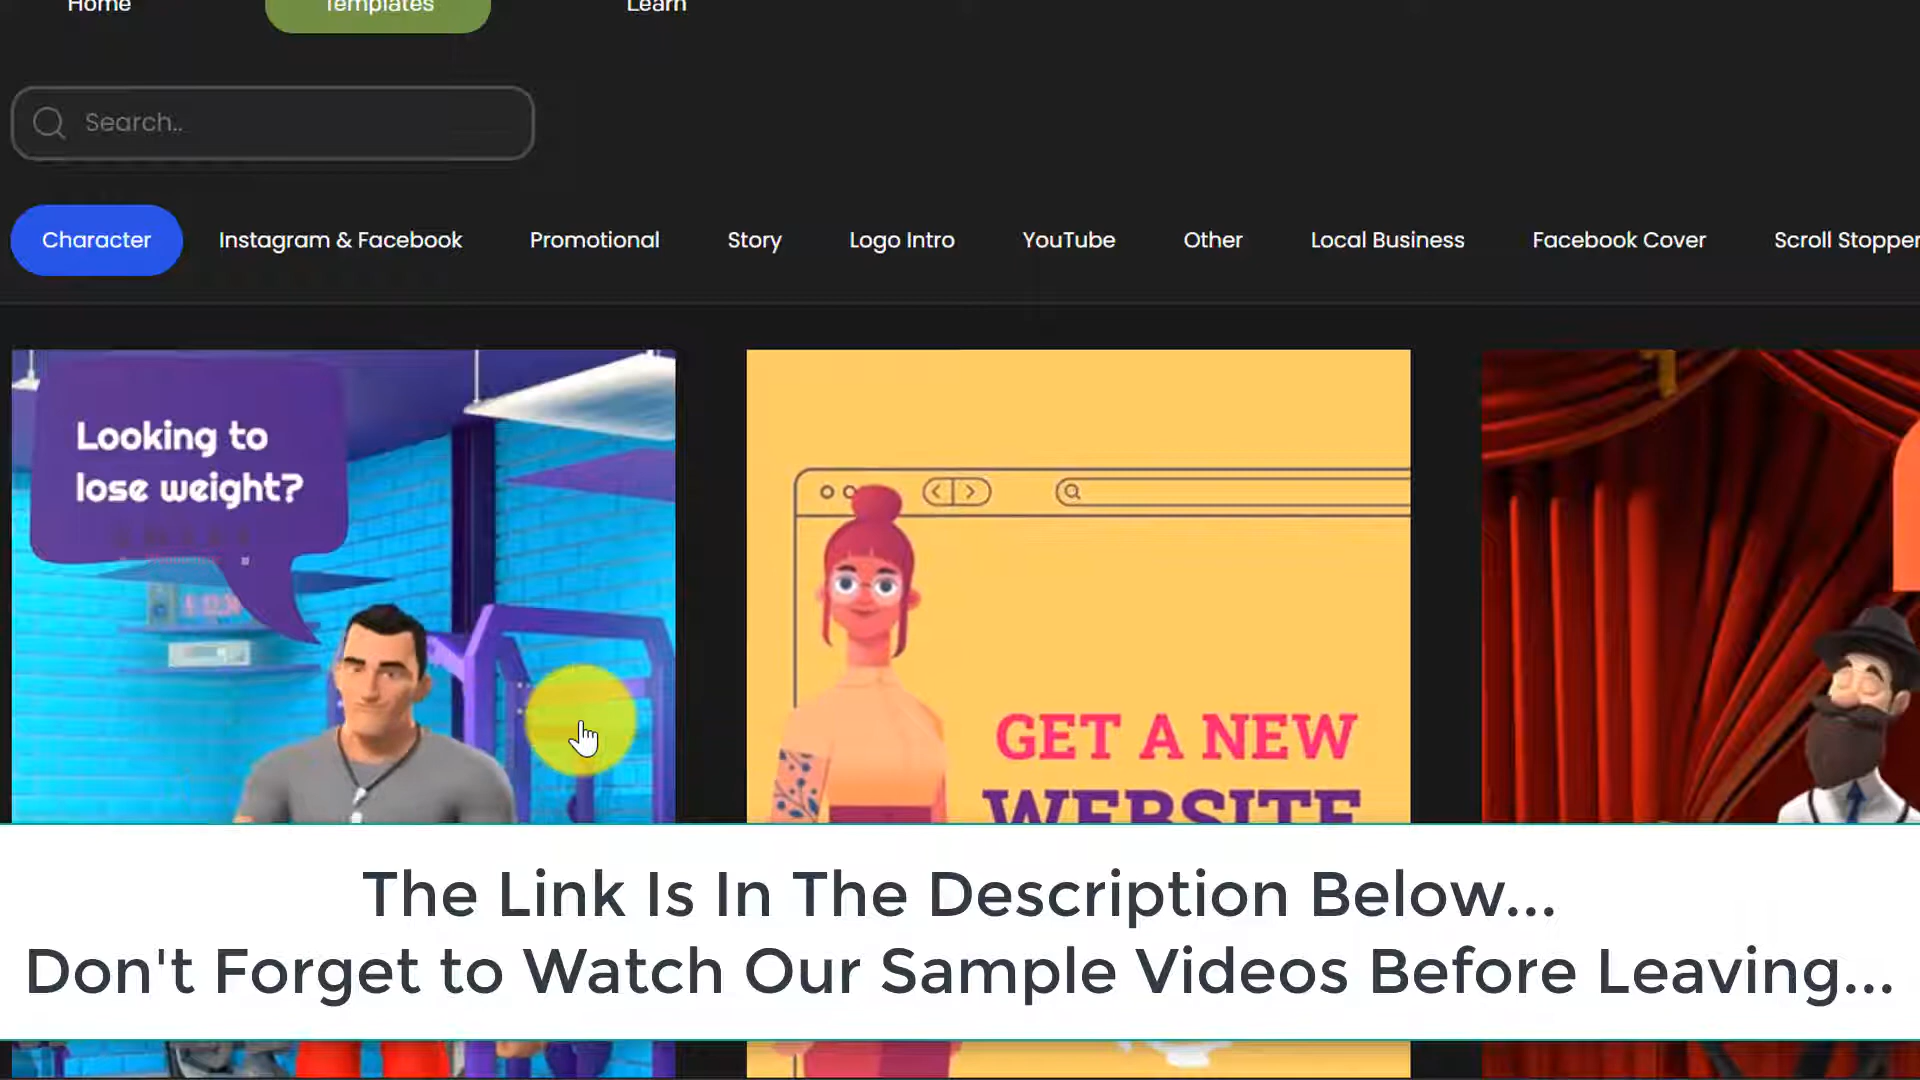 Home
Templates
Learn
Search..
Character
Instagram & Facebook
Promotional
Story
Logo Intro
YouTube
Other
Local Business
Facebook Cover
Scroll Stopper
Looking to
lose weight?
GET A NEW
WEBSITE
The Link Is In The Description Below...
Don't Forget to Watch Our Sample Videos Before Leaving...